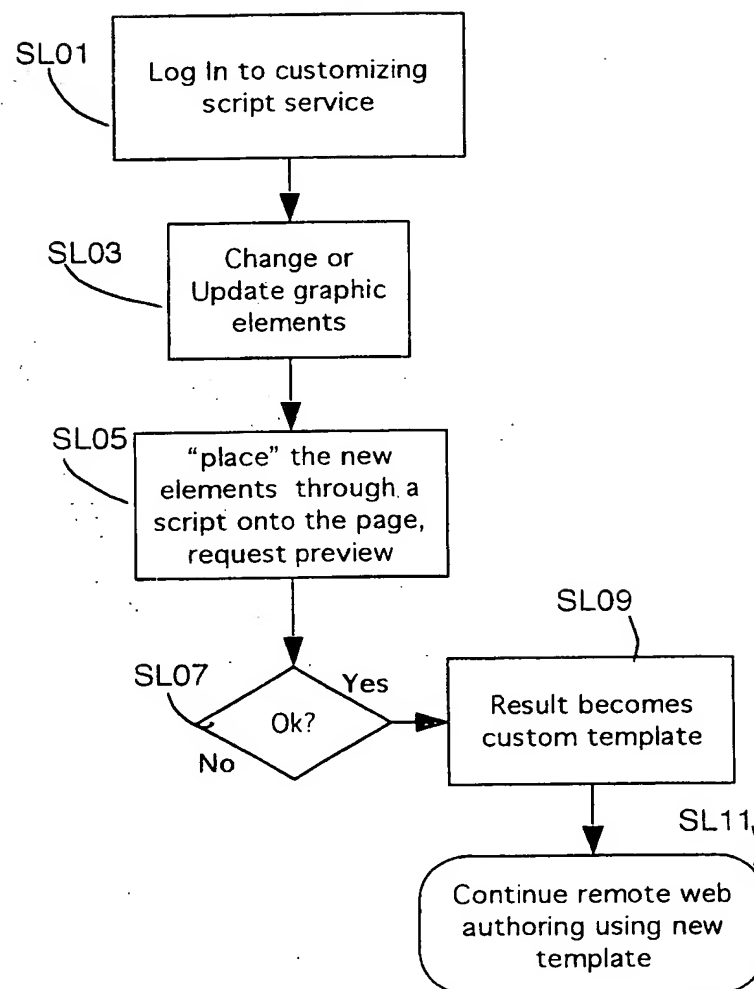 SL01
Log In to customizing
script service
SL03
Change or
Update graphic
elements
SL05
“place” the new
elements through a
script onto the page,
request preview
SL09
SL07
Yes
Ok?
No
Result becomes
custom template
SL11
Continue remote web
authoring using new
template